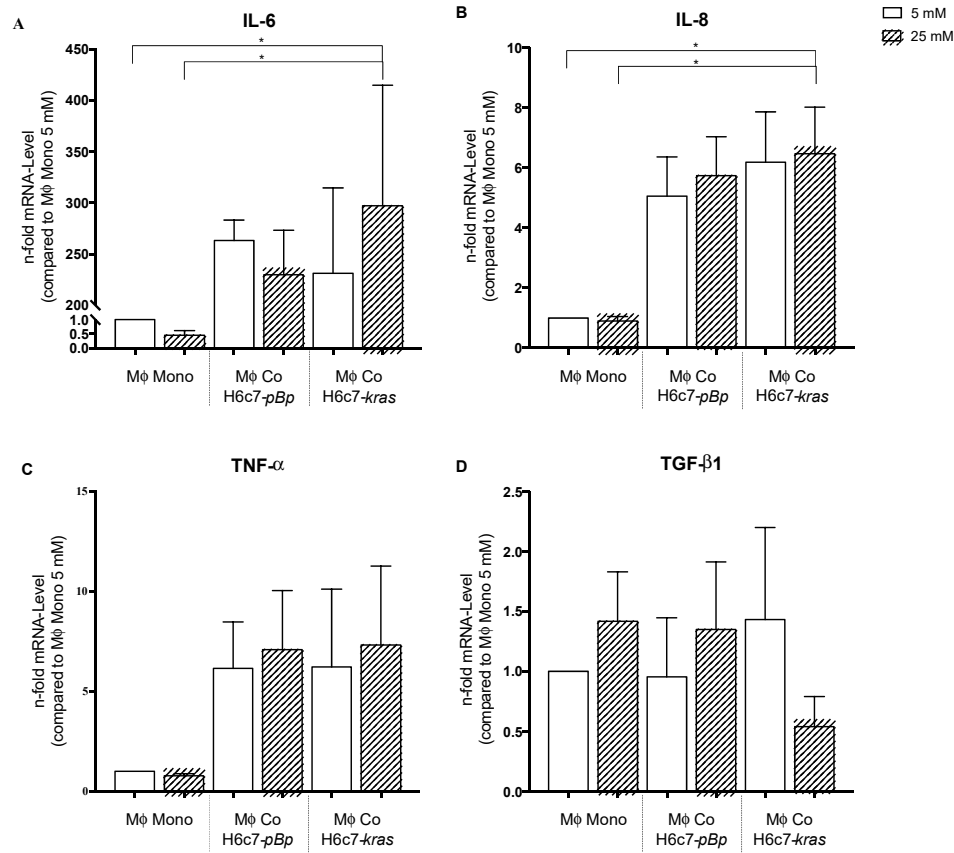 A
IL-6
n-fold mRNA-Level
(compared to Mϕ Mono 5 mM)
450
400
350
300
250
200
1.0
0.5
0.0
*
*
Mϕ Mono
Mϕ Co
H6c7-pBp
Mϕ Co
H6c7-kras
B
IL-8
n-fold mRNA-Level
(compared to Mϕ Mono 5 mM)
10
8
6
4
2
0
*
*
Mϕ Mono
Mϕ Co
H6c7-pBp
Mϕ Co
H6c7-kras
5 mM
25 mM
C
TNF-α
n-fold mRNA-Level
(compared to Mϕ Mono 5 mM)
15
10
5
0
Mϕ Mono
Mϕ Co
H6c7-pBp
Mϕ Co
H6c7-kras
D
TGF-β1
n-fold mRNA-Level
(compared to Mϕ Mono 5 mM)
2.5
2.0
1.5
1.0
0.5
0.0
Mϕ Mono
Mϕ Co
H6c7-pBp
Mϕ Co
H6c7-kras